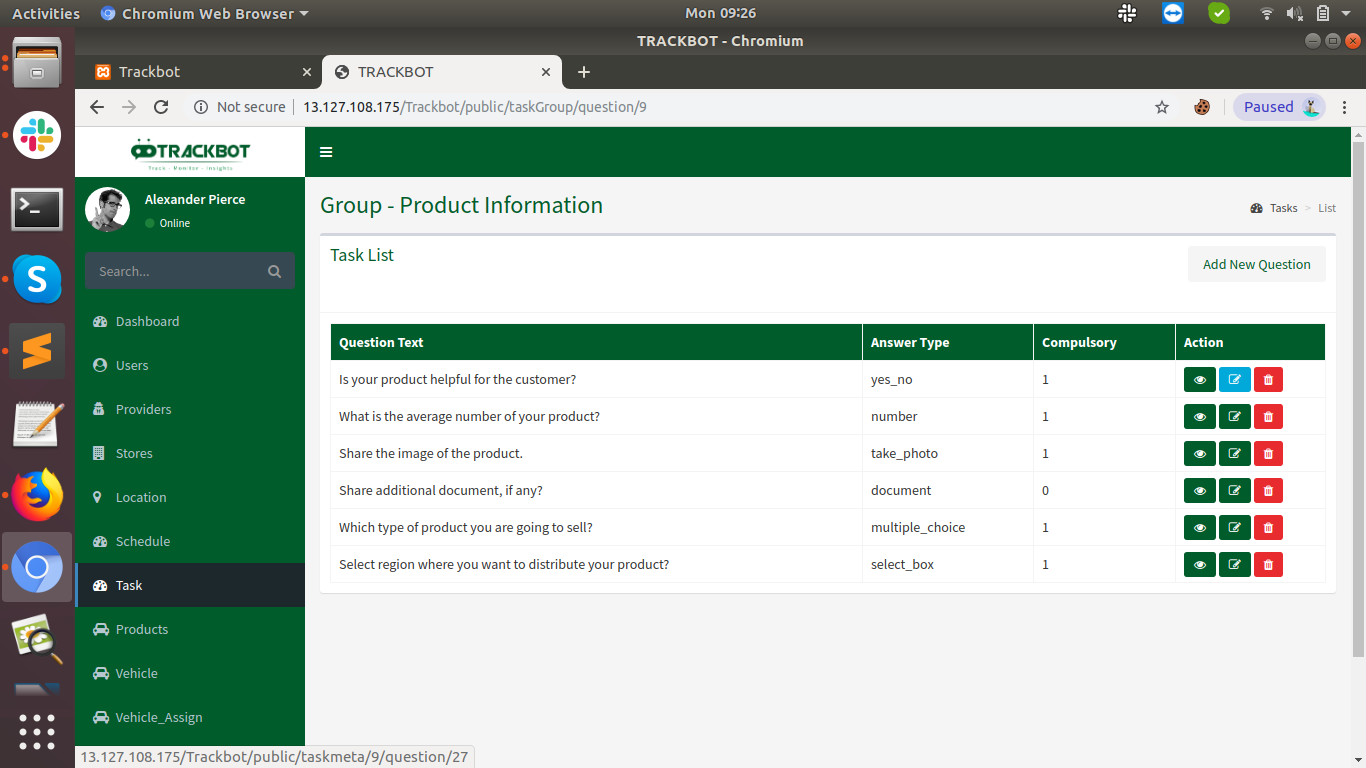 Activities Chromium Web Browser Mon 09:26
TRACKBOT - Chromium
Trackbot TRACKBOT
Not secure 13.127.108.175/Trackbot/public/taskGroup/question/9 Paused
TRACKBOT
Track - Monitor - Insights
Alexander Pierce
Online
Search...
Dashboard
Users
Providers
Stores
Location
Schedule
Task
Products
Vehicle
Vehicle_Assign
Group - Product Information
Tasks > List
Task List
Add New Question
Question Text Answer Type Compulsory Action
Is your product helpful for the customer? yes_no 1
What is the average number of your product? number 1
Share the image of the product. take_photo 1
Share additional document, if any? document 0
Which type of product you are going to sell? multiple_choice 1
Select region where you want to distribute your product? select_box 1
13.127.108.175/Trackbot/public/taskmeta/9/question/27